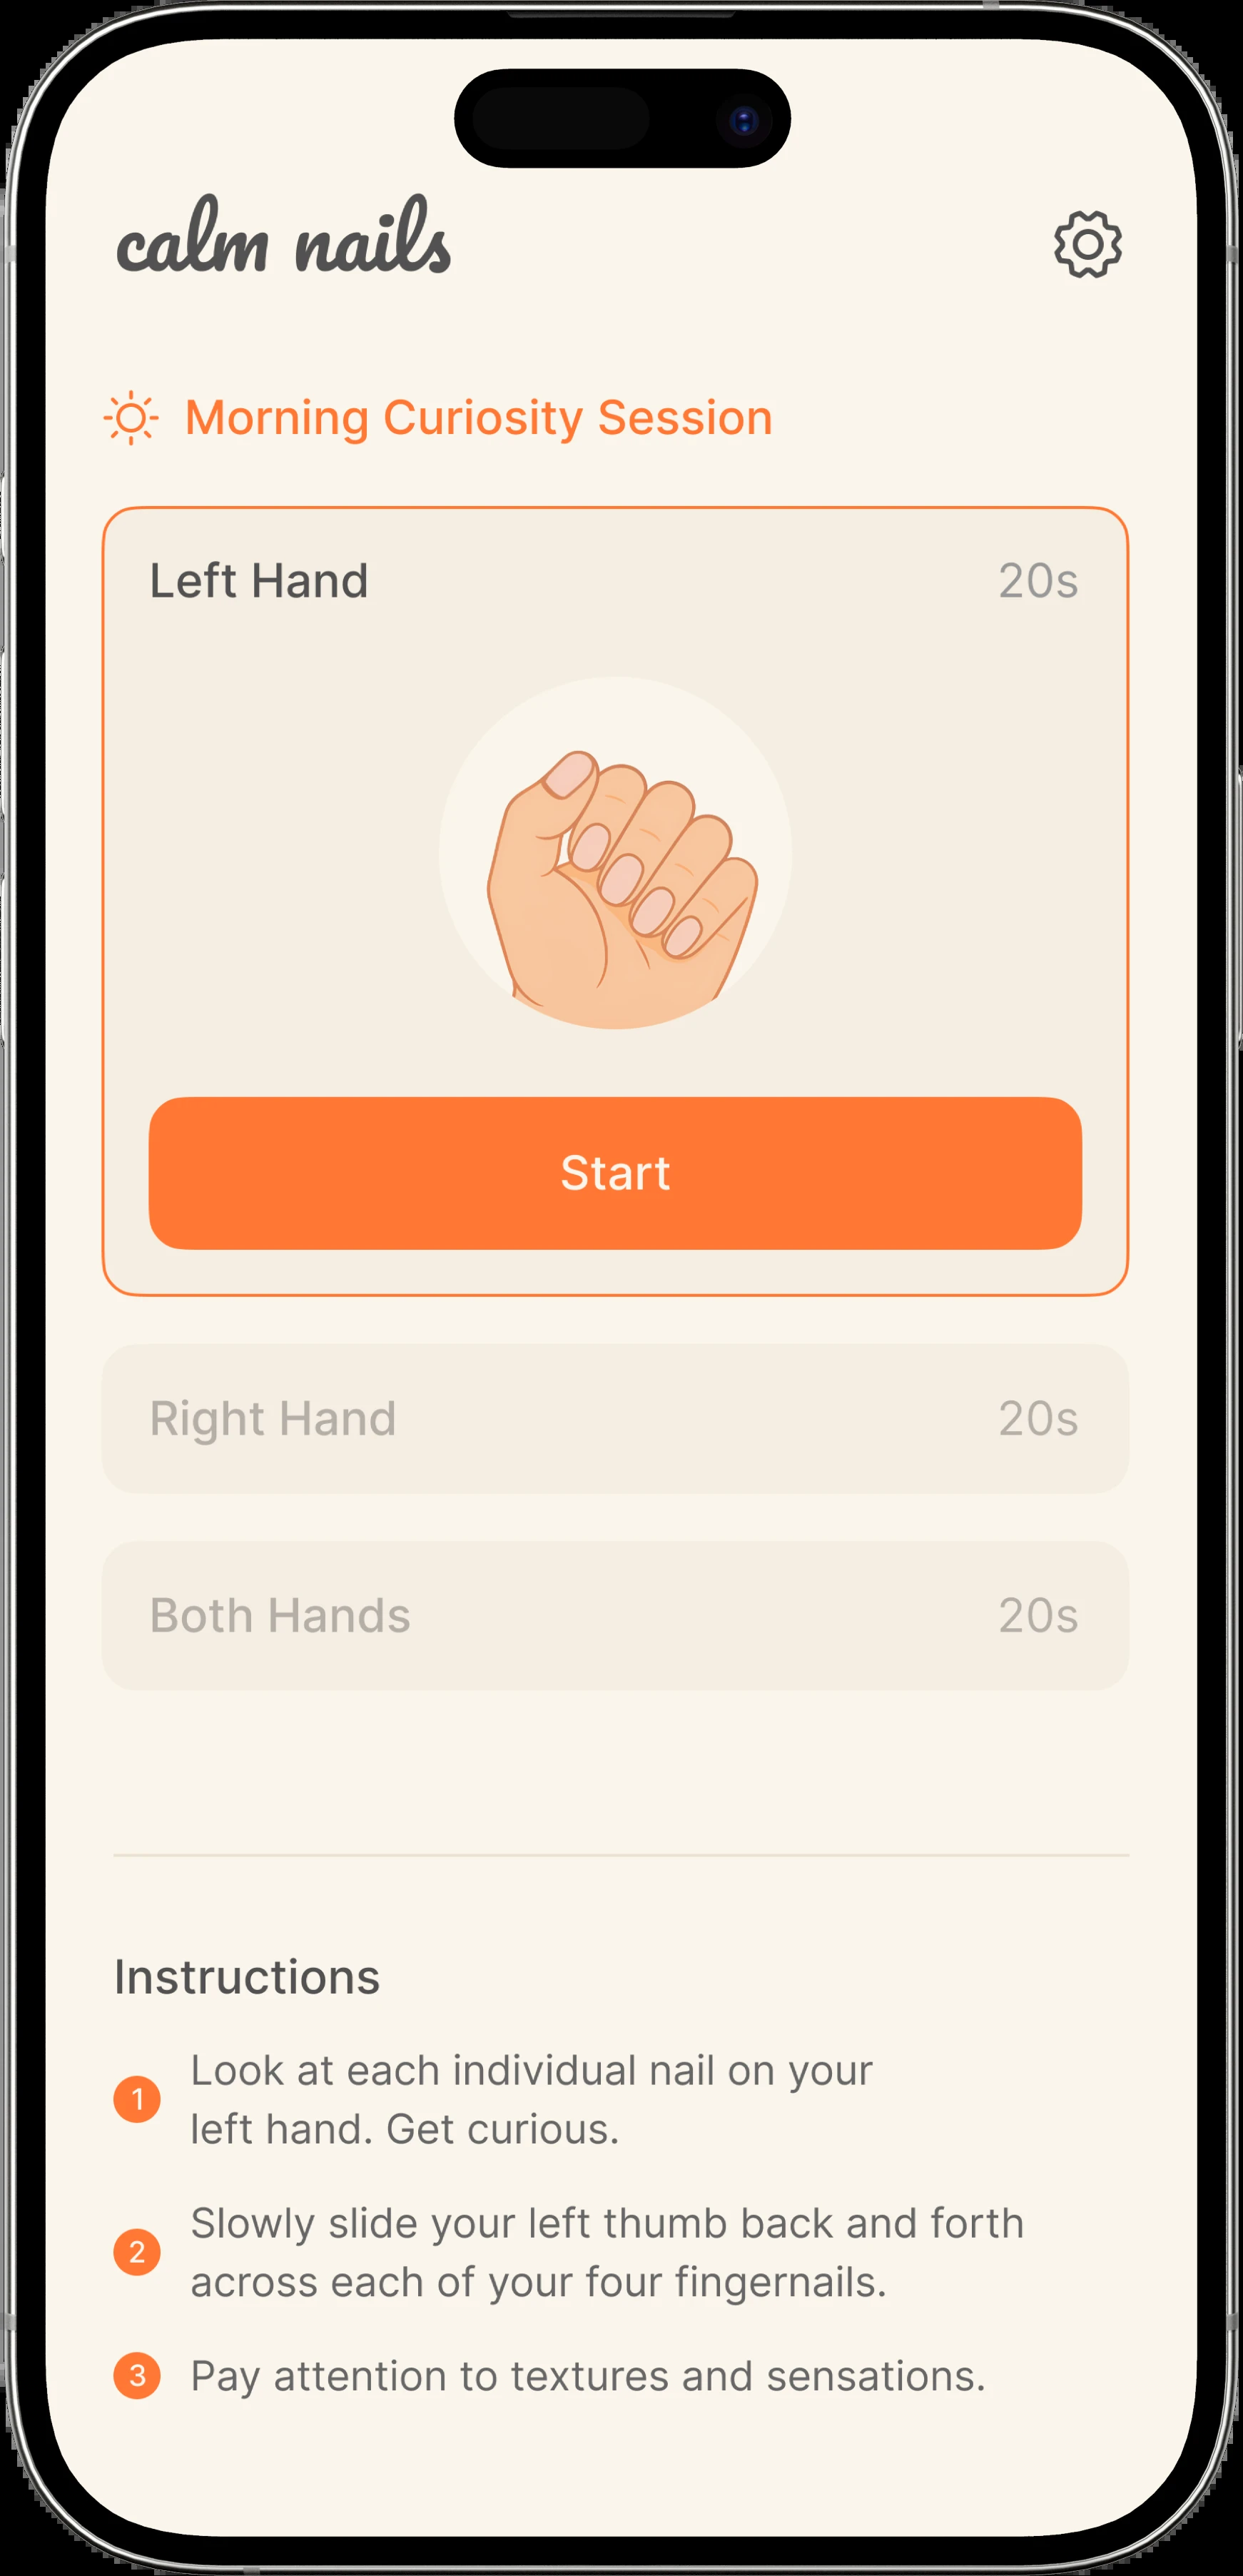 calm nails
Morning Curiosity Session
Left Hand 20s
Start
Right Hand 20s
Both Hands 20s
Instructions
1 Look at each individual nail on your
left hand. Get curious.
2 Slowly slide your left thumb back and forth
across each of your four fingernails.
3 Pay attention to textures and sensations.